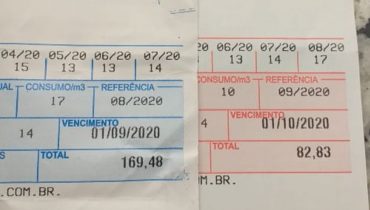 04/20 05/20 06/20 07/20
15 13 13 14
UAL CONSUMO/m3 REFERÊNCIA
17 08/2020
VENCIMENTO
14 01/09/2020
S TOTAL
169,48
.COM.BR.
05/20 06/20 07/20 08/20
13 13 14 17
CONSUMO/m3 REFERÊNCIA
10 09/2020
VENCIMENTO
4 01/10/2020
TOTAL
82,83
M.BR.